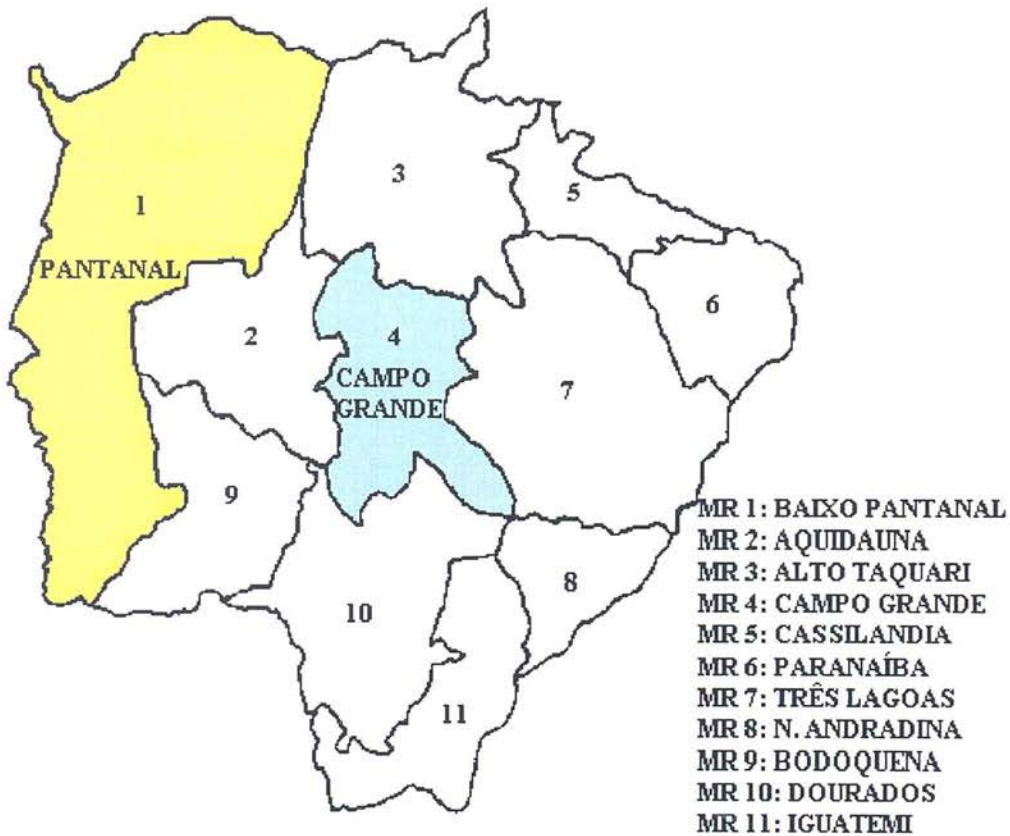 3
5
1
PANTANAL
6
2
4
CAMPO
GRANDE
7
9
8
10
11
MR 1: BAIXO PANTANAL
MR 2: AQUIDAUNA
MR 3: ALTO TAQUARI
MR 4: CAMPO GRANDE
MR 5: CASSILANDIA
MR 6: PARANAÍBA
MR 7: TRÊS LAGOAS
MR 8: N. ANDRADINA
MR 9: BODOQUENA
MR 10: DOURADOS
MR 11: IGUATEMI